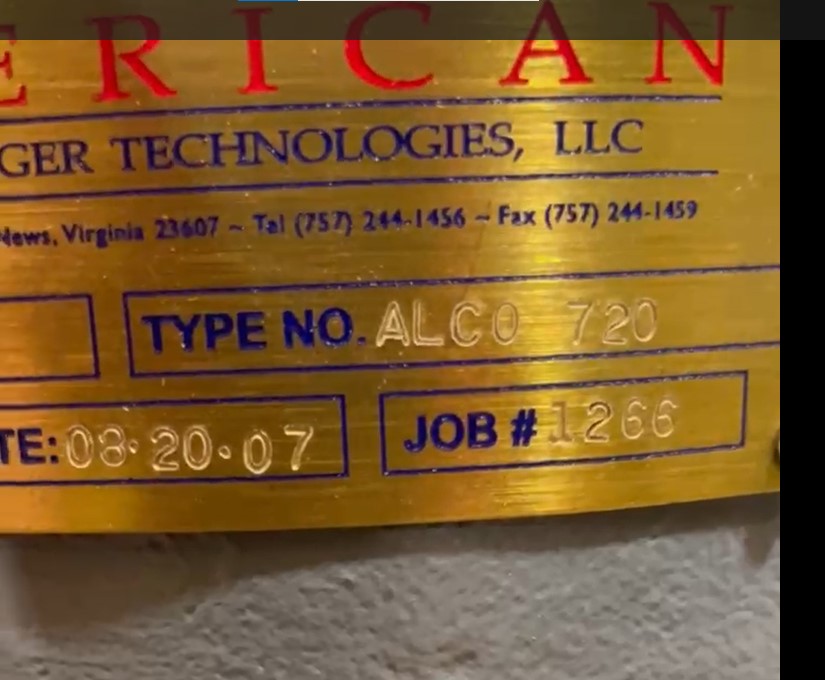 ERICAN
GER TECHNOLOGIES, LLC
News, Virginia 23607 ~ Tel (757) 244-1456 ~ Fax (757) 244-1459
TYPE NO. ALCO 720
TE: 08·20·07 JOB # 1266